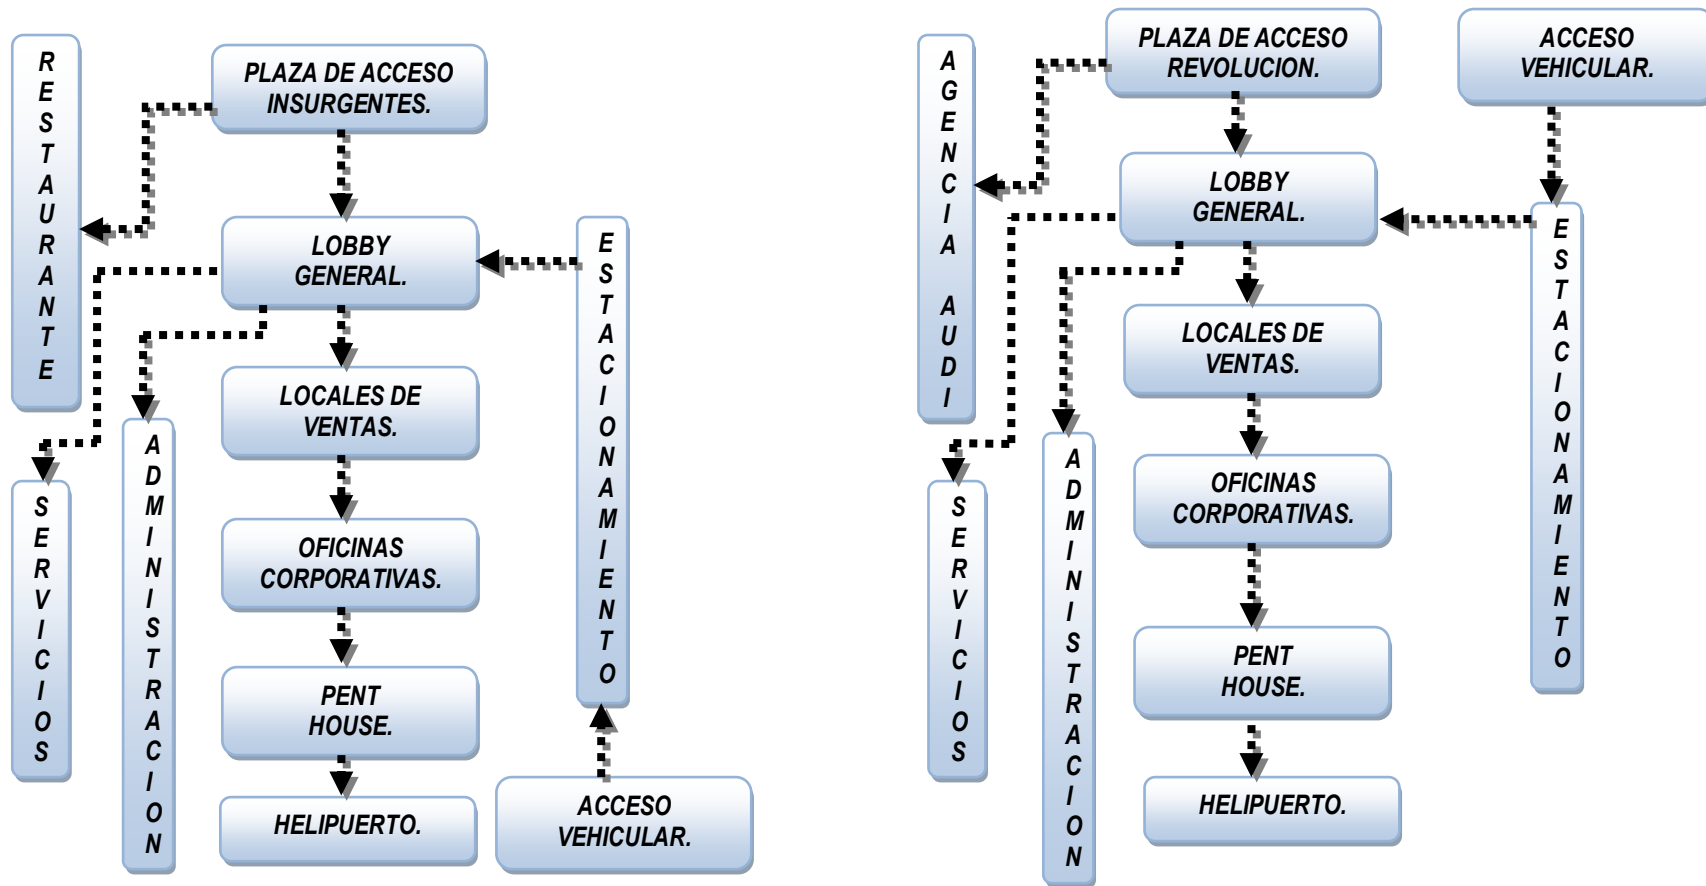 RESTAURANTE
PLAZA DE ACCESO
INSURGENTES.
LOBBY
GENERAL.
ESTACIONAMIENTO
LOCALES DE
VENTAS.
ADMINISTRACION
SERVICIOS
OFICINAS
CORPORATIVAS.
PENT
HOUSE.
HELIPUERTO.
ACCESO
VEHICULAR.
AGENCIA AUDI
PLAZA DE ACCESO
REVOLUCION.
ACCESO
VEHICULAR.
LOBBY
GENERAL.
ESTACIONAMIENTO
LOCALES DE
VENTAS.
ADMINISTRACION
SERVICIOS
OFICINAS
CORPORATIVAS.
PENT
HOUSE.
HELIPUERTO.